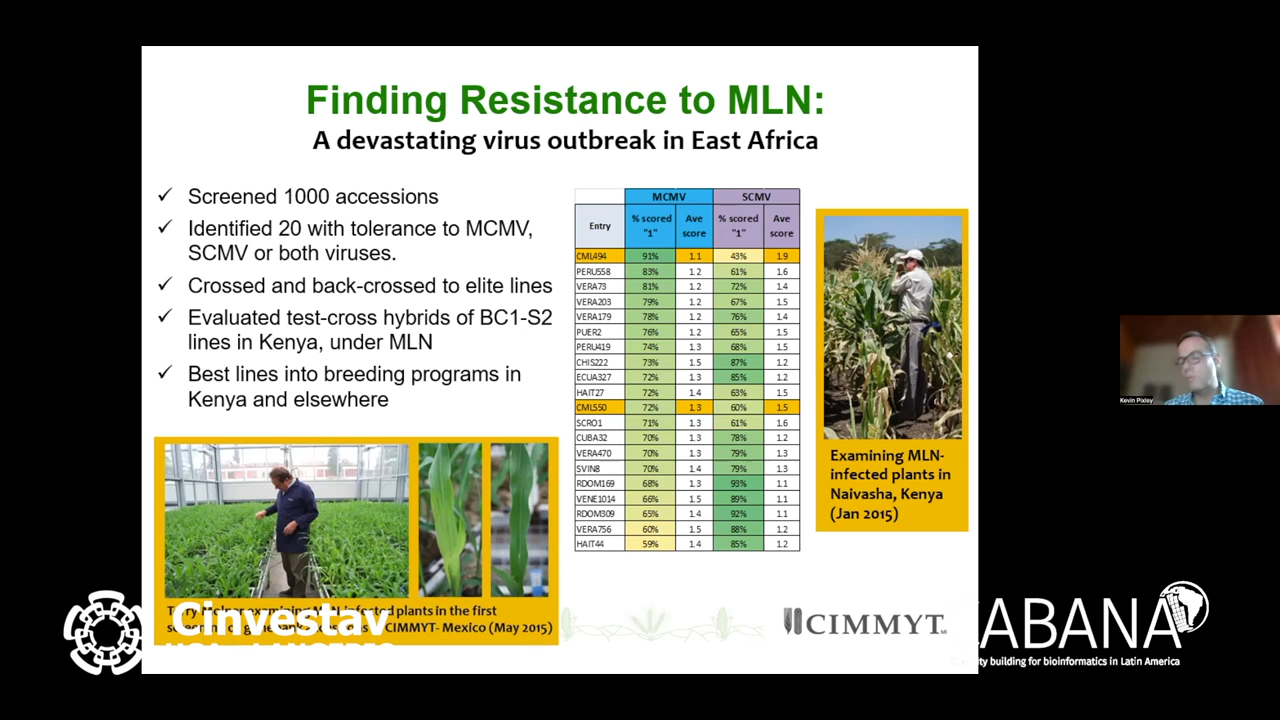 Finding Resistance to MLN:
A devastating virus outbreak in East Africa
✓ Screened 1000 accessions
✓ Identified 20 with tolerance to MCMV,
SCMV or both viruses.
✓ Crossed and back-crossed to elite lines
✓ Evaluated test-cross hybrids of BC1-S2
lines in Kenya, under MLN
✓ Best lines into breeding programs in
Kenya and elsewhere
MCMV SCMV
Entry % scored "1" Ave score % scored "1" Ave score
CML494 91% 1.1 43% 1.9
PERU558 83% 1.2 61% 1.6
VERA73 81% 1.2 72% 1.4
VERA203 79% 1.2 67% 1.5
VERA179 78% 1.2 76% 1.4
PUER2 76% 1.2 65% 1.5
PERU419 74% 1.3 68% 1.5
CHIS222 73% 1.5 87% 1.2
ECUA327 72% 1.3 85% 1.2
HAIT27 72% 1.4 63% 1.5
CML550 72% 1.3 60% 1.5
SCRO1 71% 1.3 61% 1.6
CUBA32 70% 1.3 78% 1.2
VERA470 70% 1.3 79% 1.3
SVIN8 70% 1.4 79% 1.3
RDOM169 68% 1.3 93% 1.1
VENE1014 66% 1.5 89% 1.1
RDOM309 65% 1.4 92% 1.1
VERA756 60% 1.5 88% 1.2
HAIT44 59% 1.4 85% 1.2
Examining MLN-
infected plants in
Naivasha, Kenya
(Jan 2015)
Kevin Pixley
examining infected plants in the first
CIMMYT- Mexico (May 2015)
Cinvestav
CIMMYT
CABANA
building for bioinformatics in Latin America